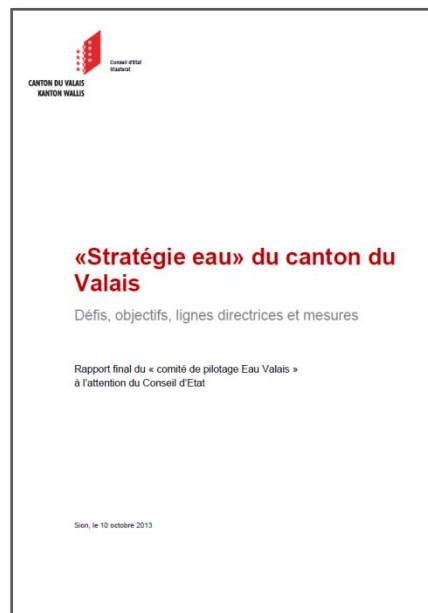 Conseil d'Etat
Staatsrat
CANTON DU VALAIS
KANTON WALLIS
«Stratégie eau» du canton du
Valais
Défis, objectifs, lignes directrices et mesures
Rapport final du « comité de pilotage Eau Valais »
à l'attention du Conseil d'Etat
Sion, le 10 octobre 2013